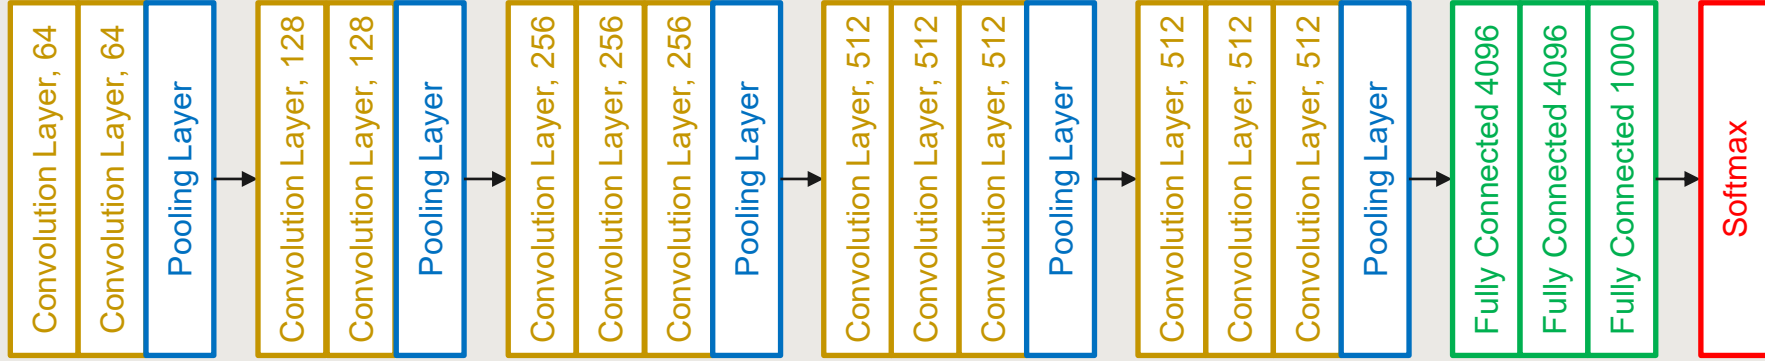 Convolution Layer, 64
Convolution Layer, 64
Pooling Layer
Convolution Layer, 128
Convolution Layer, 128
Pooling Layer
Convolution Layer, 256
Convolution Layer, 256
Convolution Layer, 256
Pooling Layer
Convolution Layer, 512
Convolution Layer, 512
Convolution Layer, 512
Pooling Layer
Convolution Layer, 512
Convolution Layer, 512
Convolution Layer, 512
Pooling Layer
Fully Connected 4096
Fully Connected 4096
Fully Connected 1000
Softmax